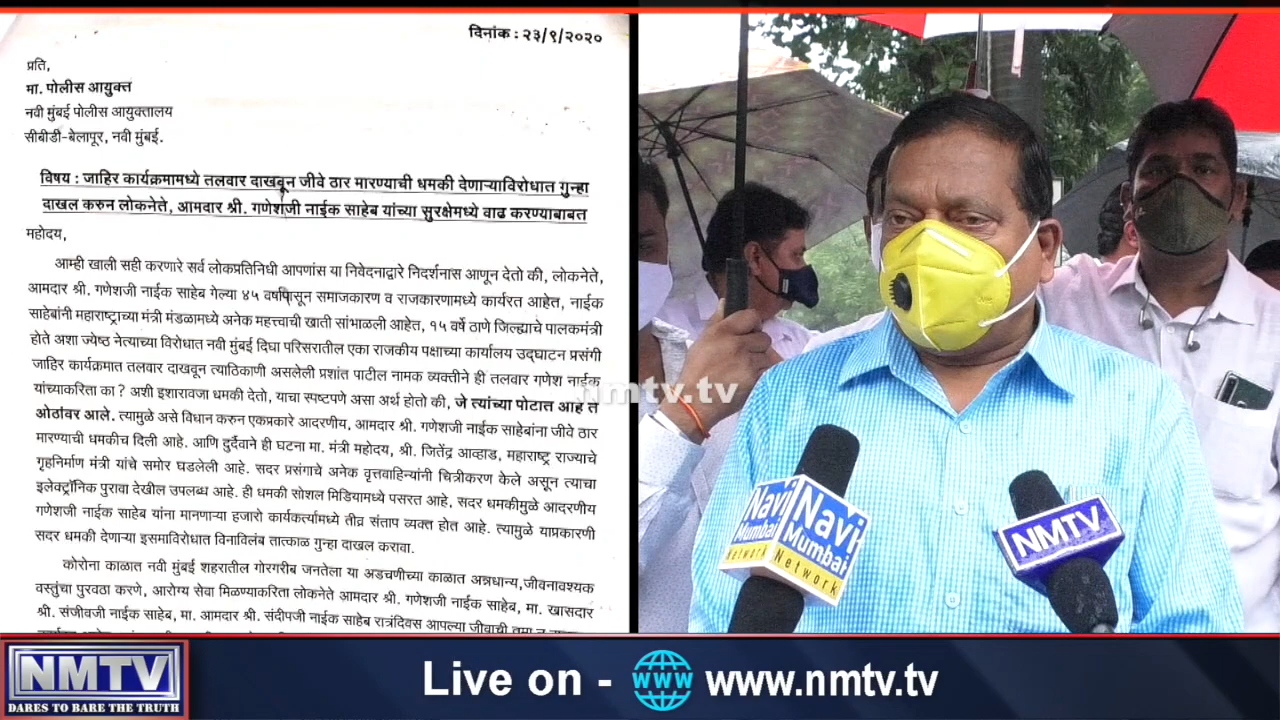 दिनांक : २३/९/२०२०
प्रति,
मा. पोलीस आयुक्त
नवी मुंबई पोलीस आयुक्तालय
सीबीडी-बेलापूर, नवी मुंबई.
विषय : जाहिर कार्यक्रमामध्ये तलवार दाखवून जीवे ठार मारण्याची धमकी देणाऱ्याविरोधात गुन्हा
दाखल करुन लोकनेते, आमदार श्री. गणेशजी नाईक साहेब यांच्या सुरक्षेमध्ये वाढ करण्याबाबत
महोदय,
आम्ही खाली सही करणारे सर्व लोकप्रतिनिधी आपणांस या निवेदनाद्वारे निदर्शनास आणून देतो की, लोकनेते,
आमदार श्री. गणेशजी नाईक साहेब गेल्या ४५ वर्षापासून समाजकारण व राजकारणामध्ये कार्यरत आहेत, नाईक
साहेबांनी महाराष्ट्राच्या मंत्री मंडळामध्ये अनेक महत्त्वाची खाती सांभाळली आहेत, १५ वर्षे ठाणे जिल्ह्याचे पालकमंत्री
होते अशा ज्येष्ठ नेत्याच्या विरोधात नवी मुंबई दिघा परिसरातील एका राजकीय पक्षाच्या कार्यालय उद्घाटन प्रसंगी
जाहिर कार्यक्रमात तलवार दाखवून त्याठिकाणी असलेली प्रशांत पाटील नामक व्यक्तीने ही तलवार गणेश नाईक
यांच्याकरिता का ? अशी इशारावजा धमकी देतो, याचा स्पष्टपणे असा अर्थ होतो की, जे त्यांच्या पोटात आहे त
ओठांवर आले. त्यामुळे असे विधान करुन एकप्रकारे आदरणीय, आमदार श्री. गणेशजी नाईक साहेबांना जीवे ठार
मारण्याची धमकीच दिली आहे. आणि दुर्दैवाने ही घटना मा. मंत्री महोदय, श्री. जितेंद्र आव्हाड, महाराष्ट्र राज्याचे
गृहनिर्माण मंत्री यांचे समोर घडलेली आहे. सदर प्रसंगाचे अनेक वृत्तवाहिन्यांनी चित्रीकरण केले असून त्याचा
इलेक्ट्रॉनिक पुरावा देखील उपलब्ध आहे. ही धमकी सोशल मिडियामध्ये पसरत आहे, सदर धमकीमुळे आदरणीय
गणेशजी नाईक साहेब यांना मानणाऱ्या हजारो कार्यकर्त्यांमध्ये तीव्र संताप व्यक्त होत आहे. त्यामुळे याप्रकारणी
सदर धमकी देणाऱ्या इसमाविरोधात विनाविलंब तात्काळ गुन्हा दाखल करावा.
कोरोना काळात नवी मुंबई शहरातील गोरगरीब जनतेला या अडचणीच्या काळात अन्नधान्य,जीवनावश्यक
वस्तुंचा पुरवठा करणे, आरोग्य सेवा मिळण्याकरिता लोकनेते आमदार श्री. गणेशजी नाईक साहेब, मा. खासदार
श्री. संजीवजी नाईक साहेब, मा. आमदार श्री. संदीपजी नाईक साहेब रात्रंदिवस आपल्या जीवाची तमा न
nmtv.tv
Navi Mumbai Network
Navi Mumbai Network
NMTV
NMTV
DARES TO BARE THE TRUTH
Live on - www www.nmtv.tv